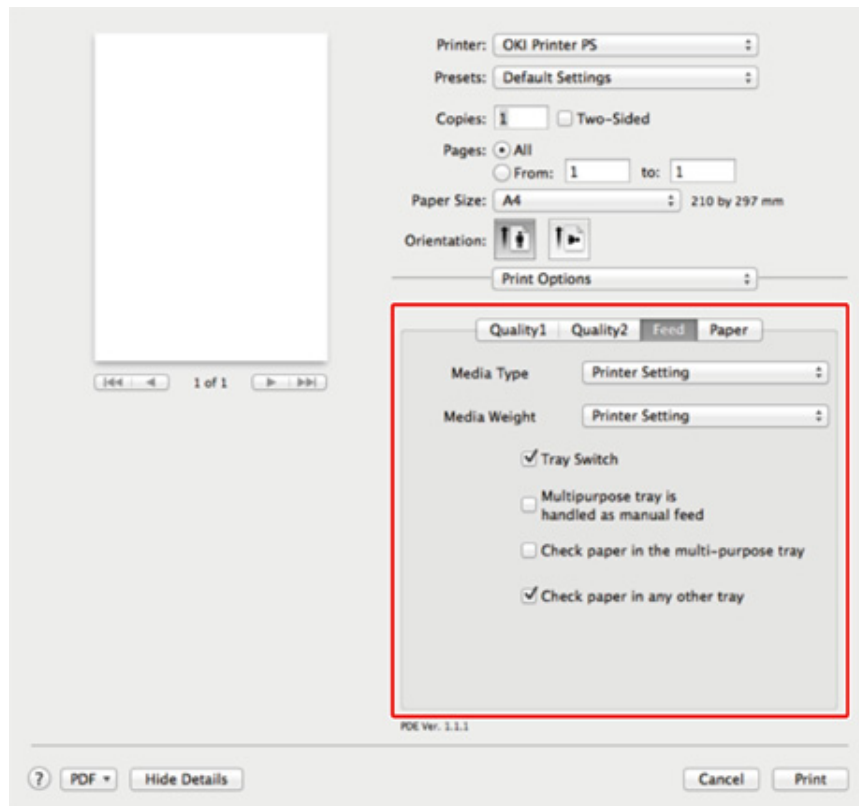 Printer: OKI Printer PS
Presets: Default Settings
Copies: 1 Two-Sided
Pages: All
From: 1 to: 1
Paper Size: A4 210 by 297 mm
Orientation:
Print Options
Quality1 Quality2 Feed Paper
Media Type Printer Setting
Media Weight Printer Setting
Tray Switch
Multipurpose tray is
handled as manual feed
Check paper in the multi-purpose tray
Check paper in any other tray
1 of 1
PDE Ver. 1.1.1
? PDF Hide Details Cancel Print